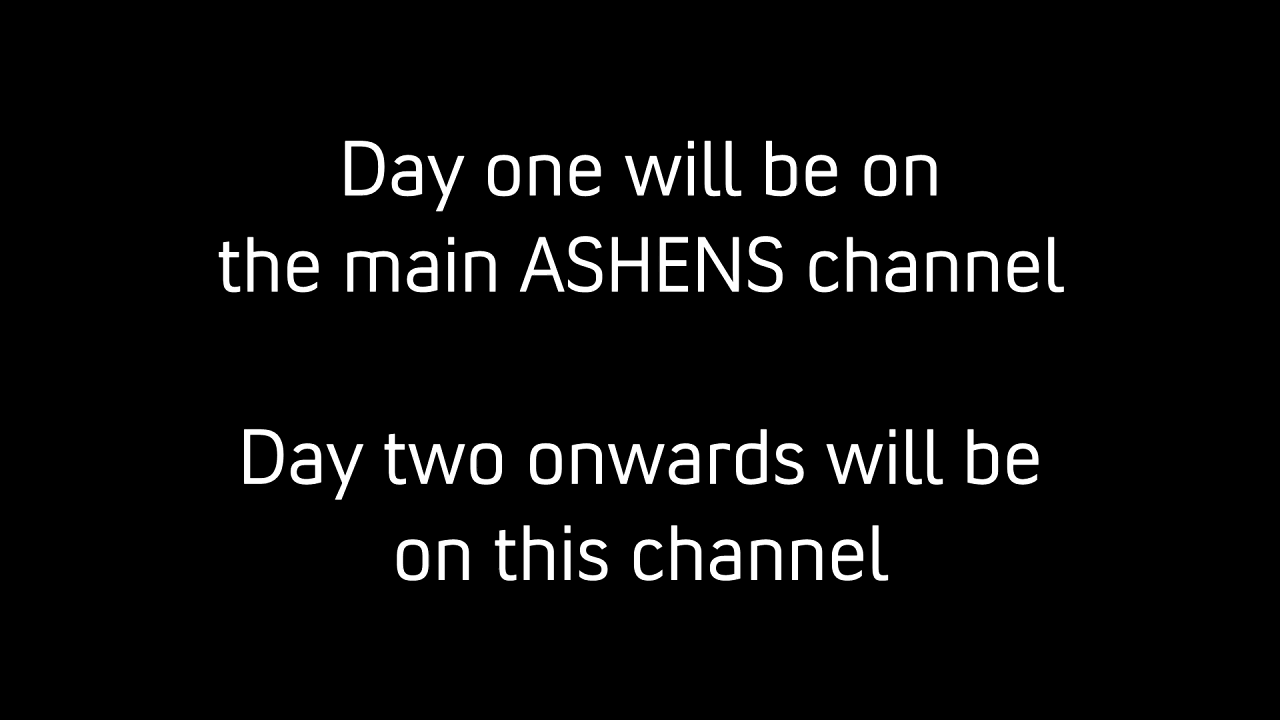 Day one will be on
the main ASHENS channel
Day two onwards will be
on this channel